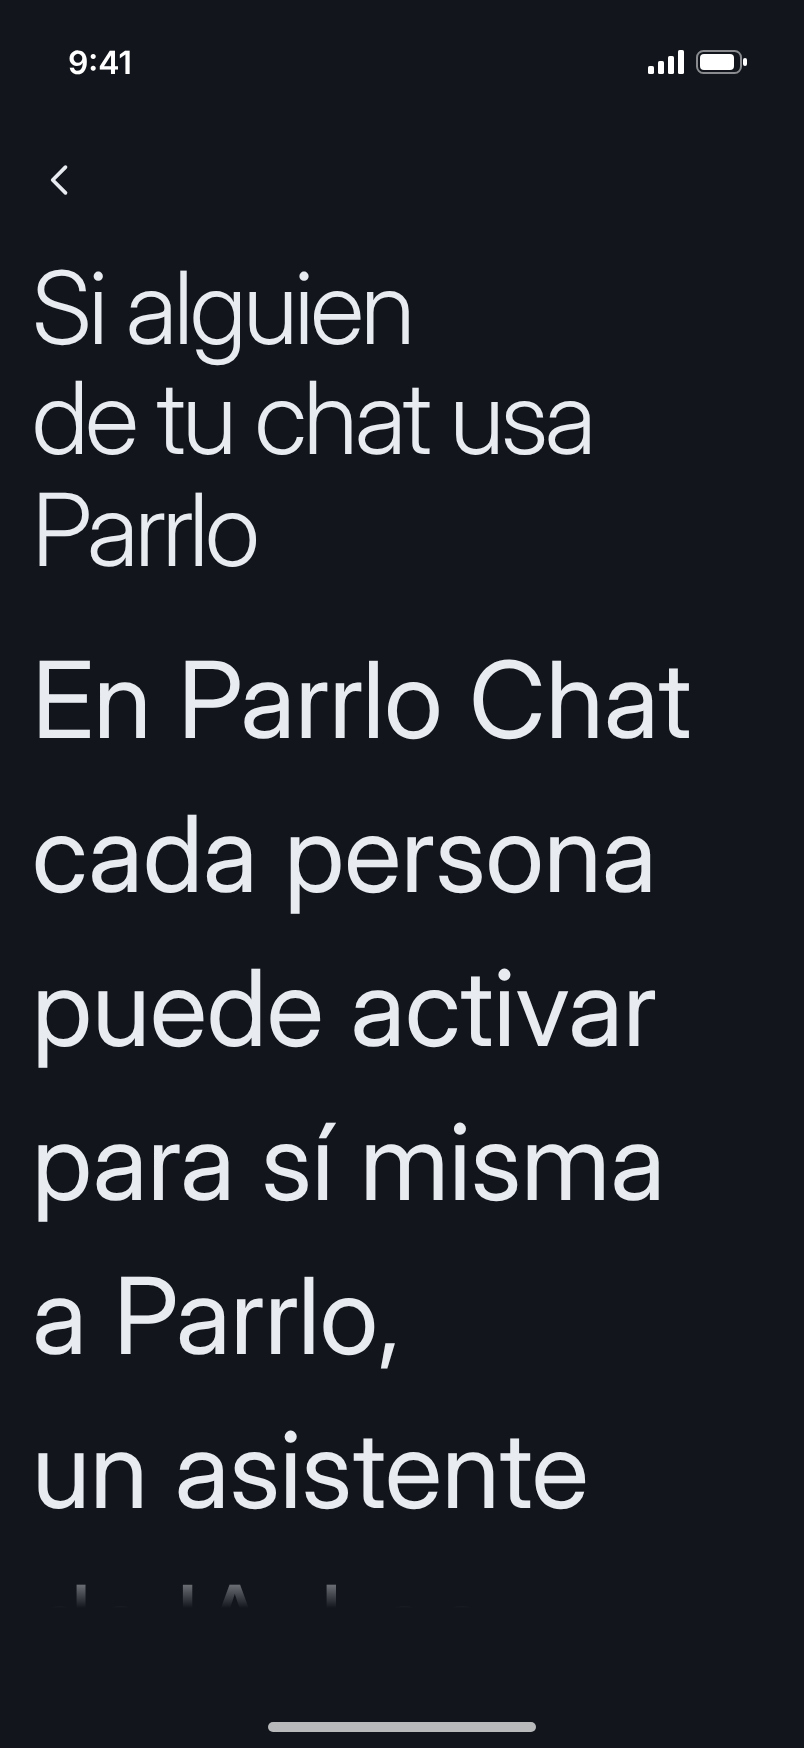 9:41
Si alguien
de tu chat usa
Parrlo
En Parrlo Chat
cada persona
puede activar
para sí misma
a Parrlo,
un asistente